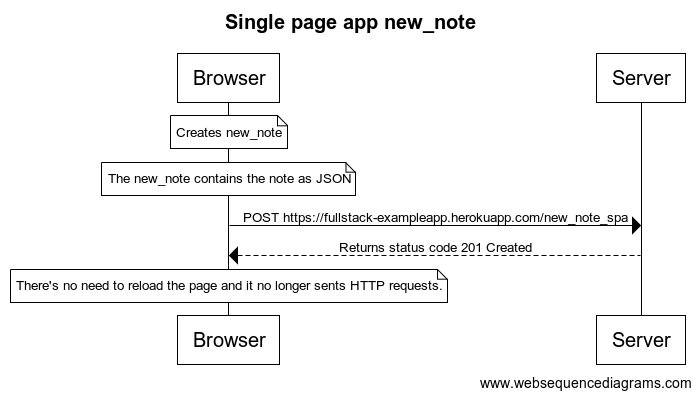 Single page app new_note
Browser
Server
Creates new_note
The new_note contains the note as JSON
POST https://fullstack-exampleapp.herokuapp.com/new_note_spa
Returns status code 201 Created
There's no need to reload the page and it no longer sents HTTP requests.
Browser
Server
www.websequencediagrams.com